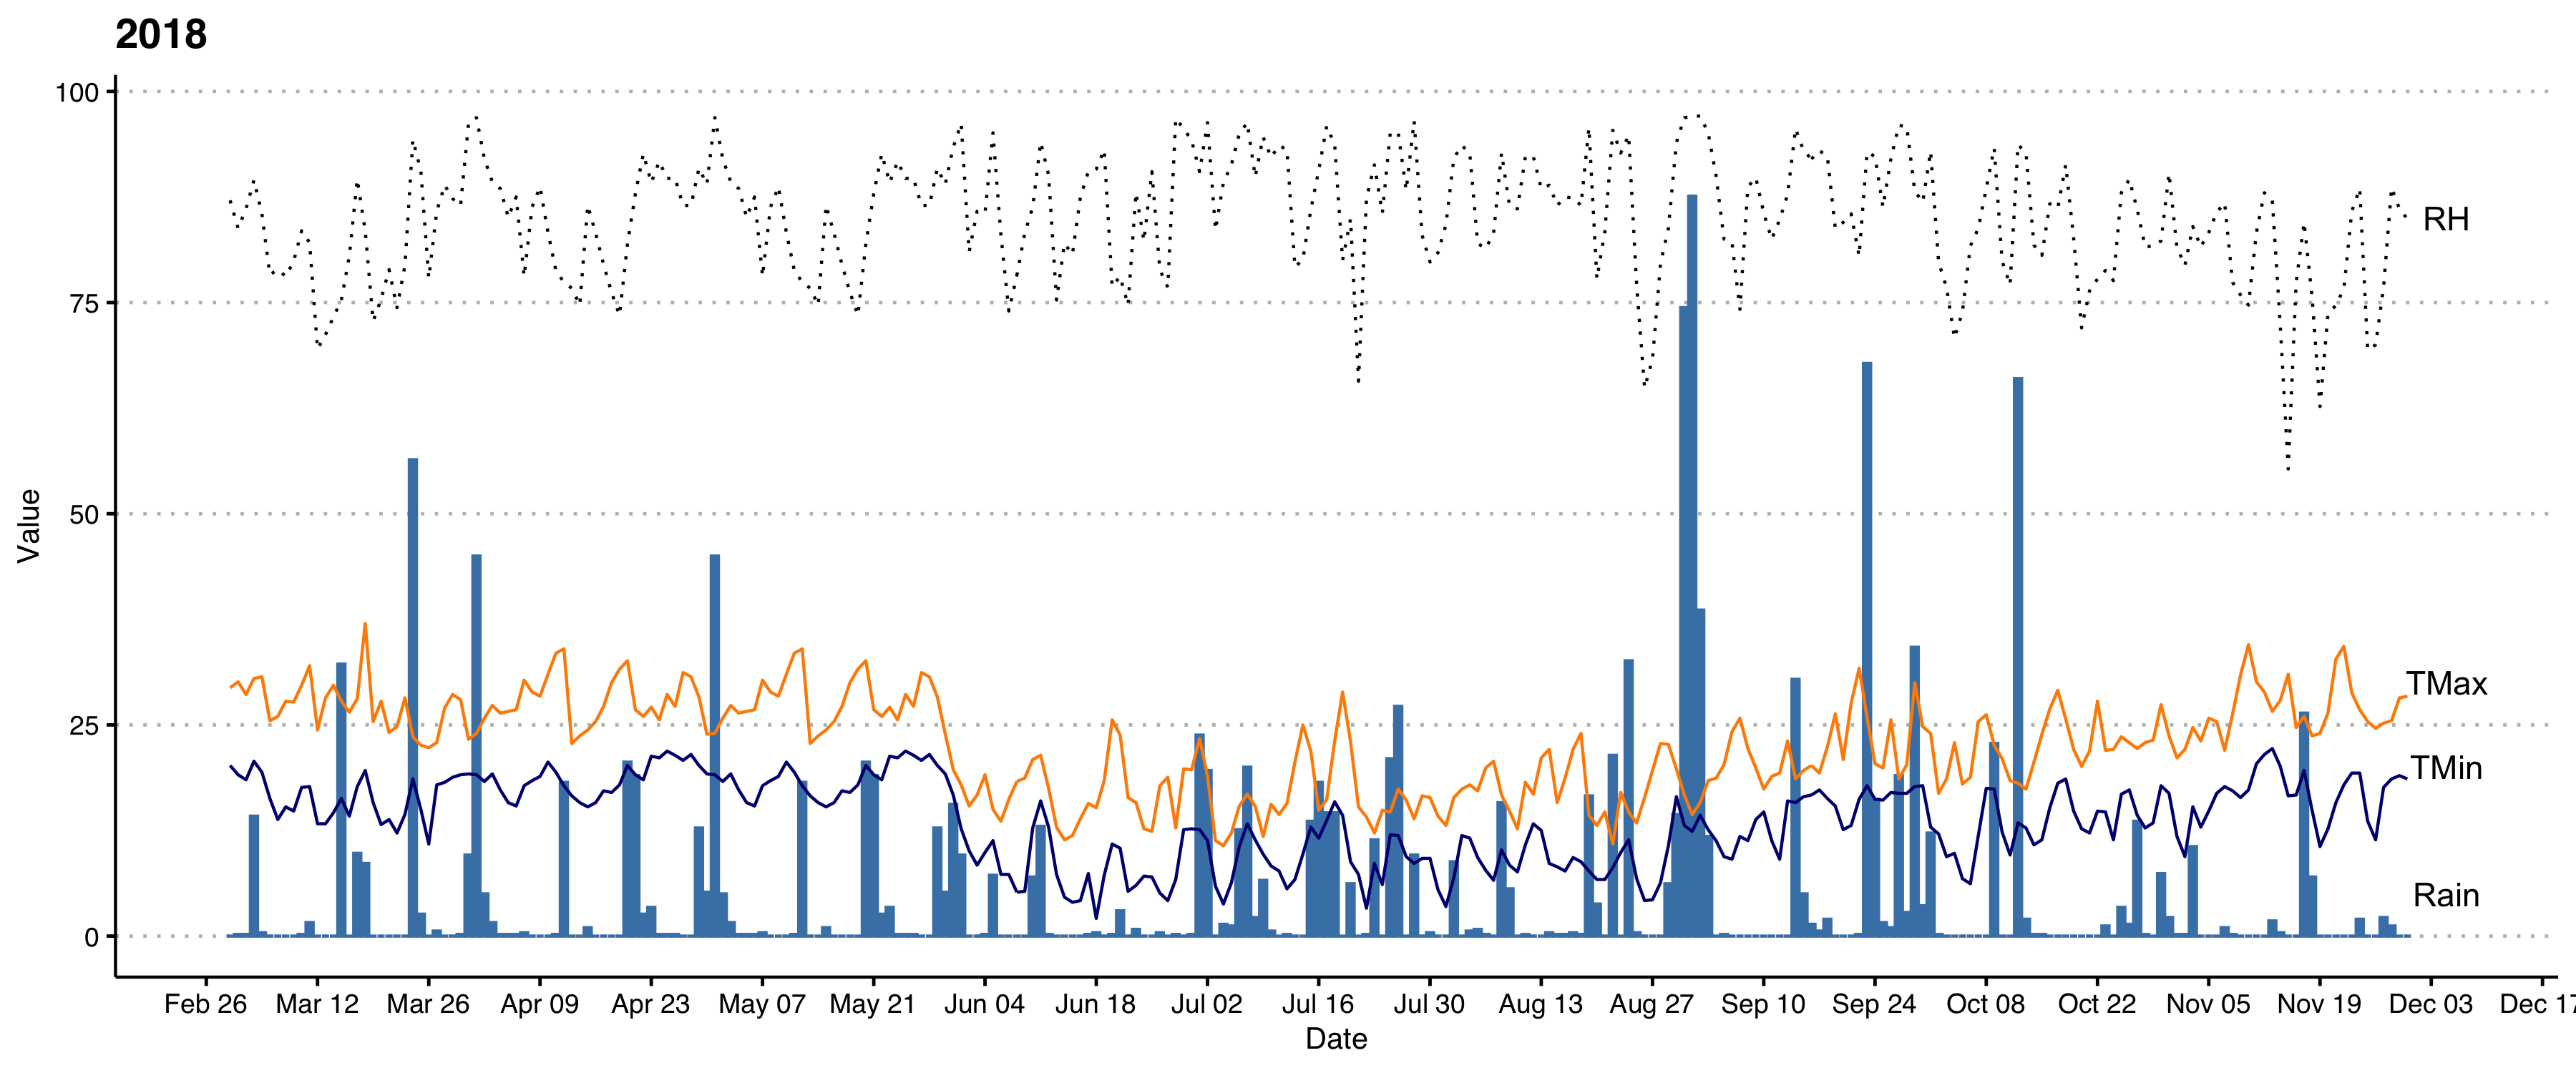 2018
100
75
50
25
0
Value
RH
TMax
TMin
Rain
Feb 26 Mar 12 Mar 26 Apr 09 Apr 23 May 07 May 21 Jun 04 Jun 18 Jul 02 Jul 16 Jul 30 Aug 13 Aug 27 Sep 10 Sep 24 Oct 08 Oct 22 Nov 05 Nov 19 Dec 03 Dec 17
Date